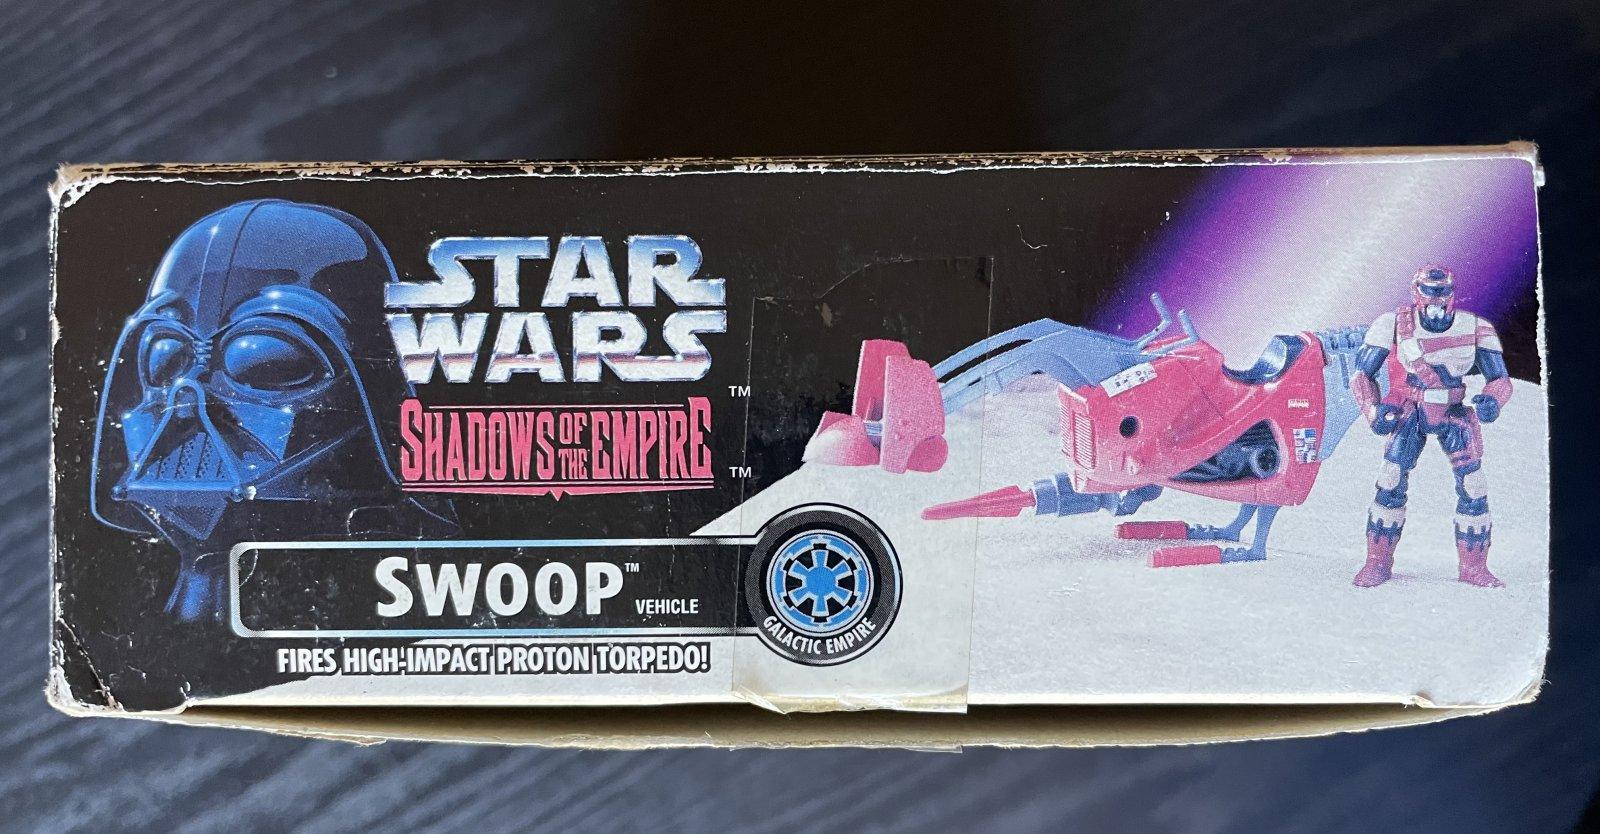 STAR
WARS
™
SHADOWS OF THE EMPIRE
™
SWOOP™
VEHICLE
GALACTIC EMPIRE
FIRES HIGH-IMPACT PROTON TORPEDO!